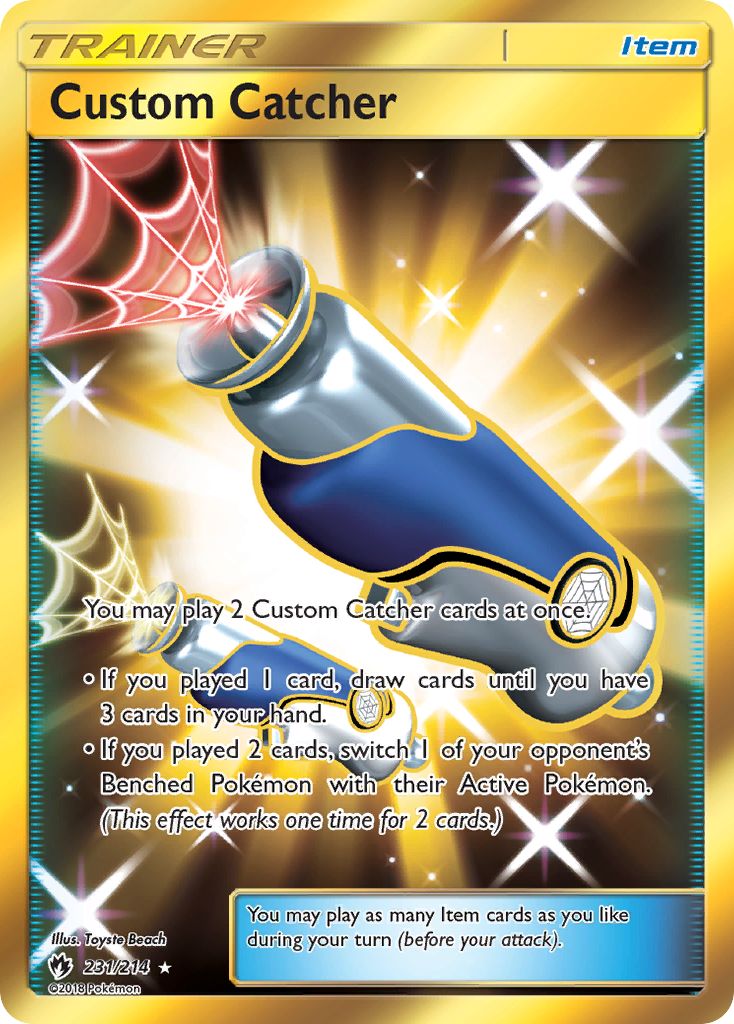 TRAINER
Item
Custom Catcher
You may play 2 Custom Catcher cards at once.
• If you played 1 card, draw cards until you have
3 cards in your hand.
• If you played 2 cards, switch 1 of your opponent's
Benched Pokémon with their Active Pokémon.
(This effect works one time for 2 cards.)
You may play as many Item cards as you like
during your turn (before your attack).
Illus. Toyste Beach
231/214 ★
©2018 Pokémon